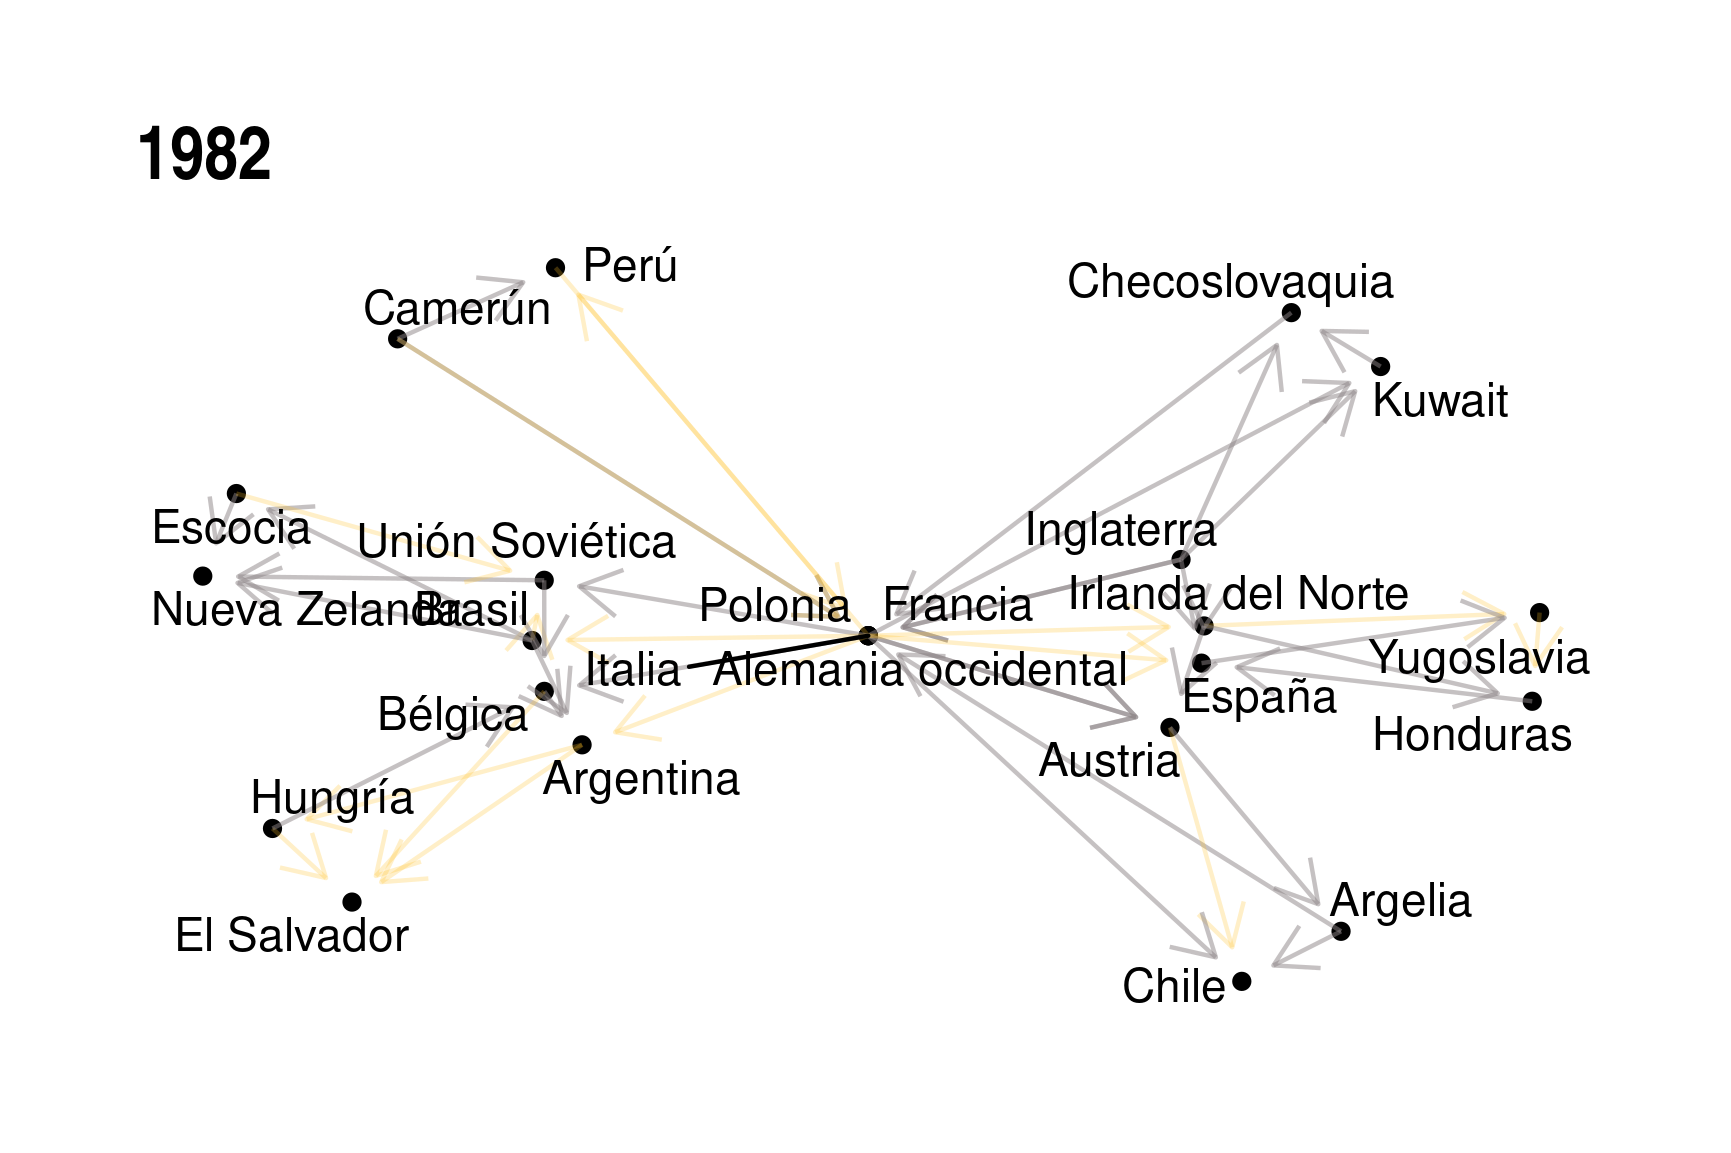 1982
Perú
Checoslovaquia
Camerún
Kuwait
Escocia
Unión Soviética
Inglaterra
Nueva Zelanda
Brasil
Polonia
Francia
Irlanda del Norte
Italia
Alemania occidental
Yugoslavia
España
Bélgica
Honduras
Austria
Argentina
Hungría
Argelia
El Salvador
Chile